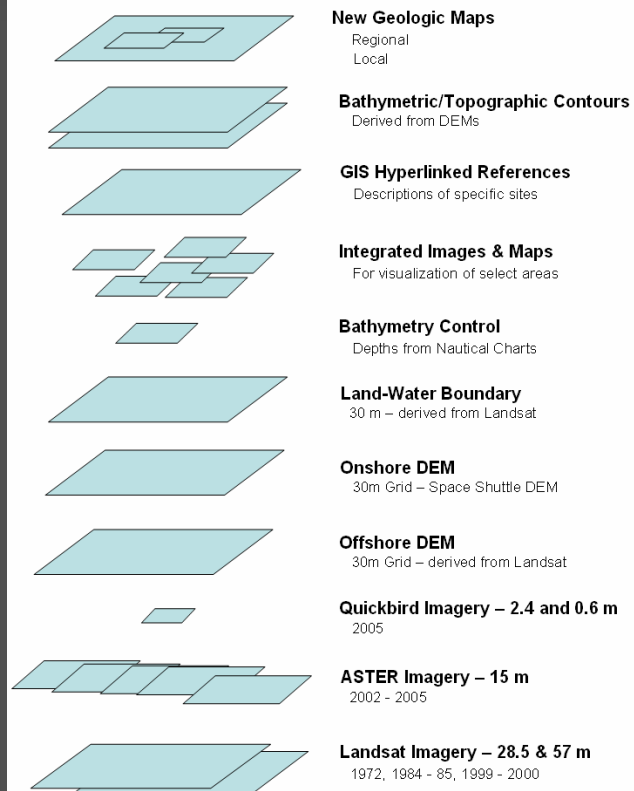 New Geologic Maps
Regional
Local
Bathymetric/Topographic Contours
Derived from DEMs
GIS Hyperlinked References
Descriptions of specific sites
Integrated Images & Maps
For visualization of select areas
Bathymetry Control
Depths from Nautical Charts
Land-Water Boundary
30 m – derived from Landsat
Onshore DEM
30m Grid – Space Shuttle DEM
Offshore DEM
30m Grid – derived from Landsat
Quickbird Imagery – 2.4 and 0.6 m
2005
ASTER Imagery – 15 m
2002 - 2005
Landsat Imagery – 28.5 & 57 m
1972, 1984 - 85, 1999 - 2000